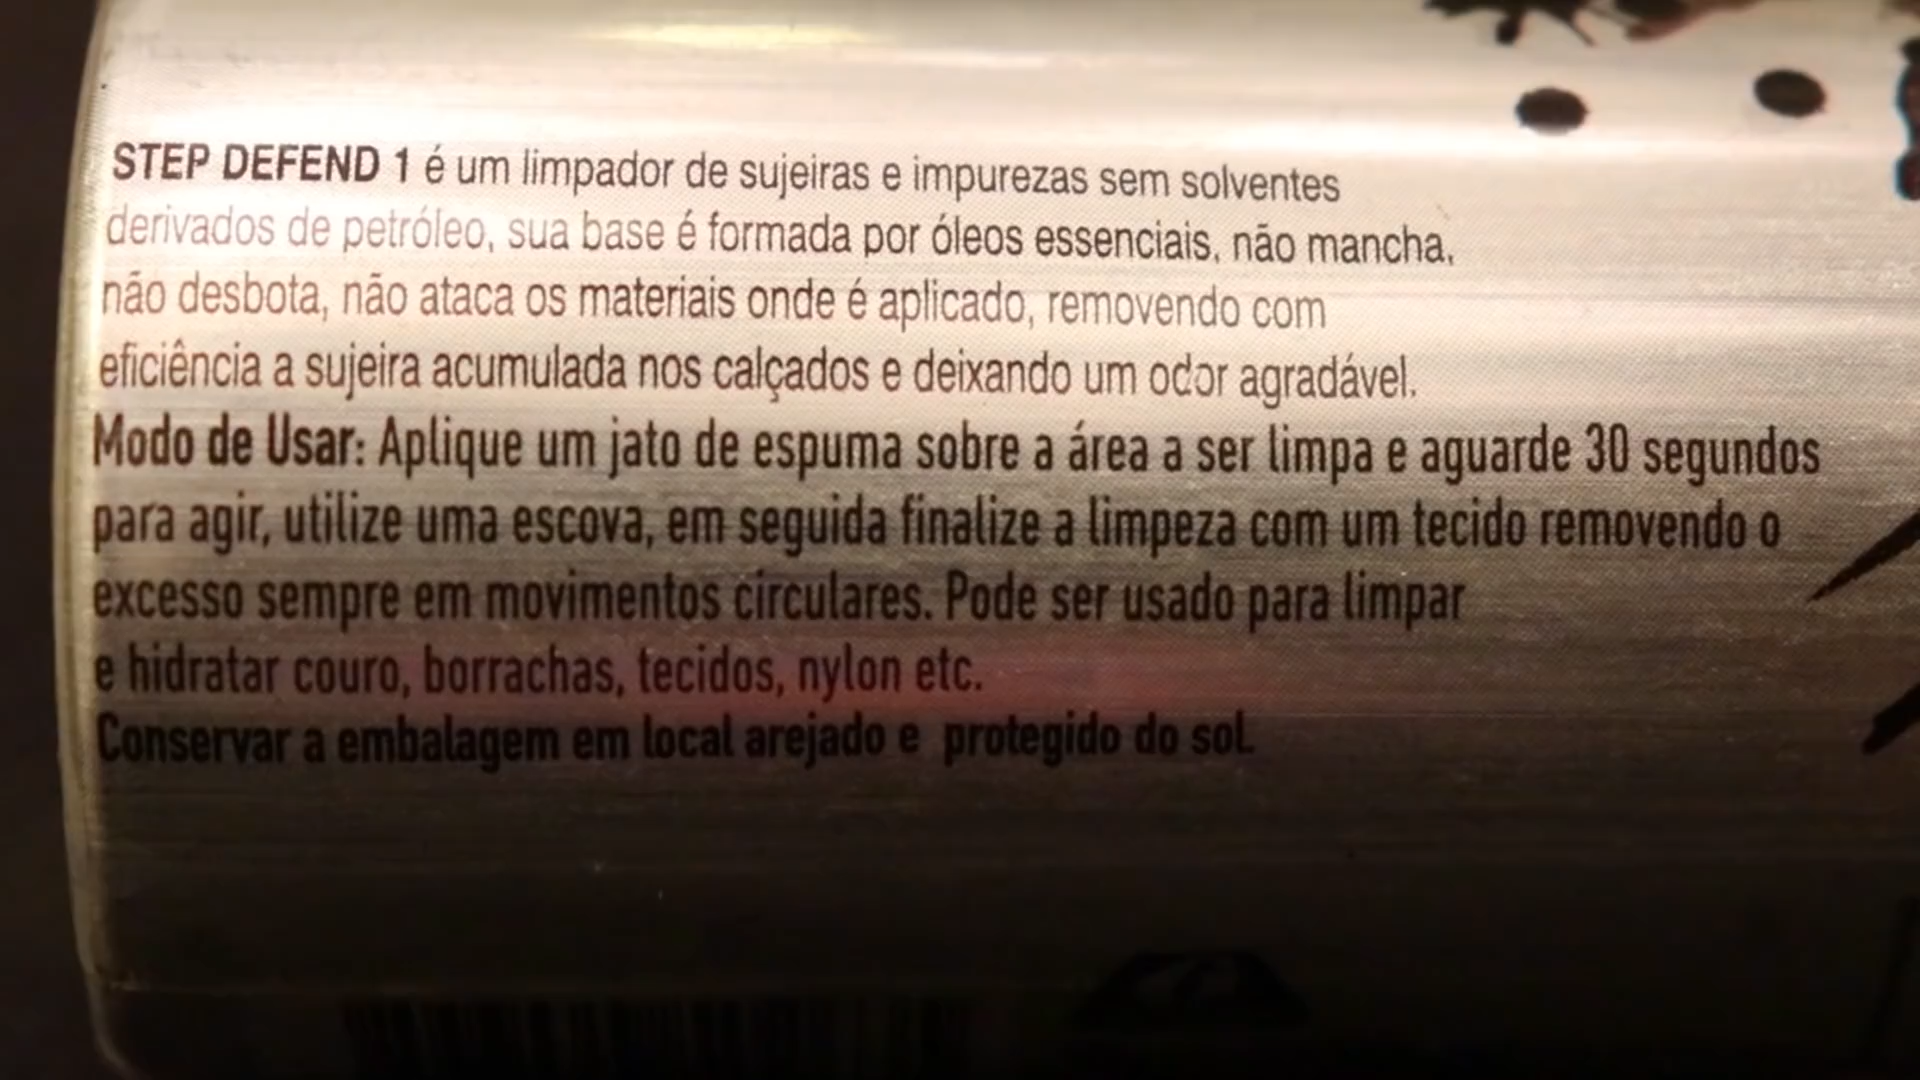 STEP DEFEND 1 é um limpador de sujeiras e impurezas sem solventes
derivados de petróleo, sua base é formada por óleos essenciais, não mancha,
não desbota, não ataca os materiais onde é aplicado, removendo com
eficiência a sujeira acumulada nos calçados e deixando um odor agradável.
Modo de Usar: Aplique um jato de espuma sobre a área a ser limpa e aguarde 30 segundos
para agir, utilize uma escova, em seguida finalize a limpeza com um tecido removendo o
excesso sempre em movimentos circulares. Pode ser usado para limpar
e hidratar couro, borrachas, tecidos, nylon etc.
Conservar a embalagem em local arejado e protegido do sol.